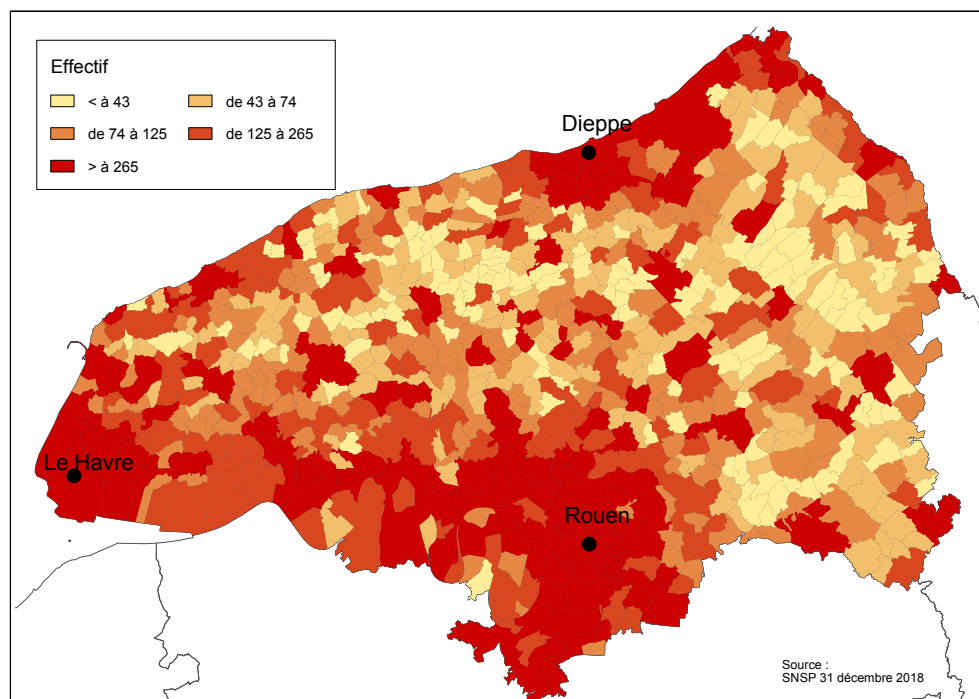 Effectif
< à 43
de 43 à 74
de 74 à 125
de 125 à 265
> à 265
Dieppe
Le Havre
Rouen
Source :
SNSP 31 décembre 2018